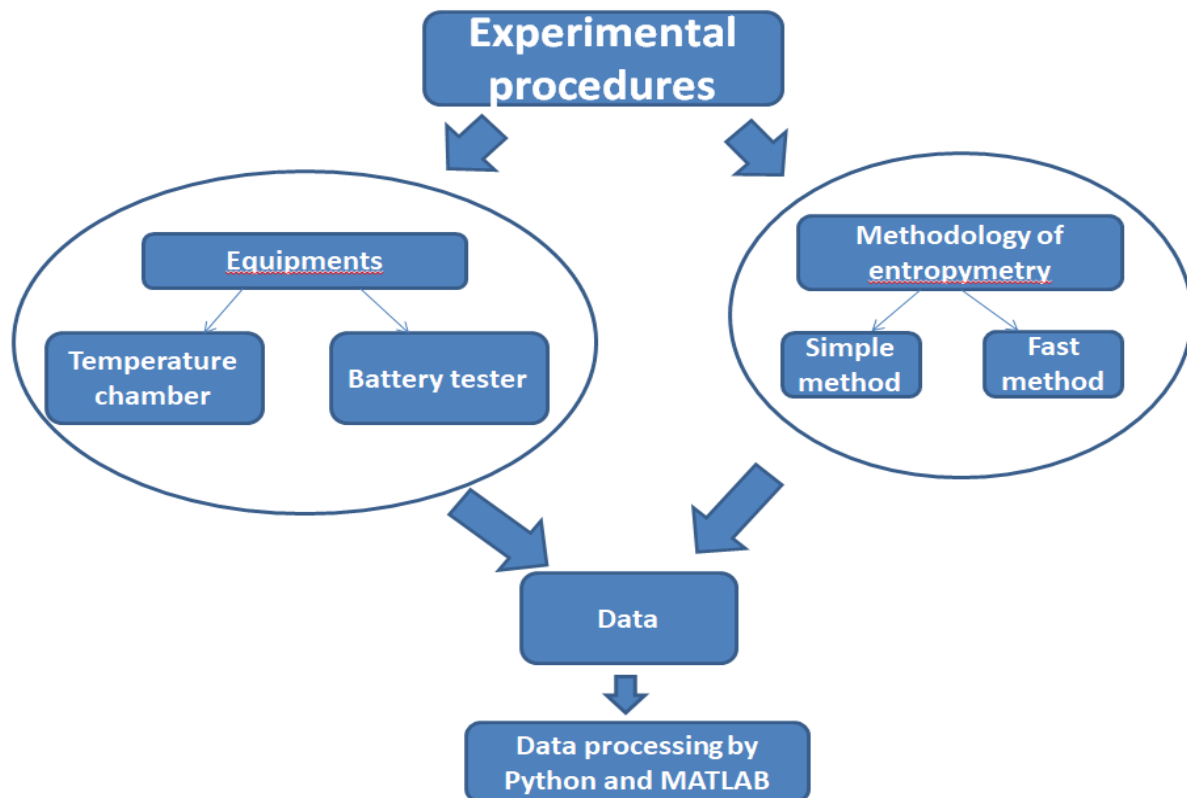 Experimental
procedures
Equipments
Temperature
chamber
Battery tester
Methodology of
entropymetry
Simple
method
Fast
method
Data
Data processing by
Python and MATLAB